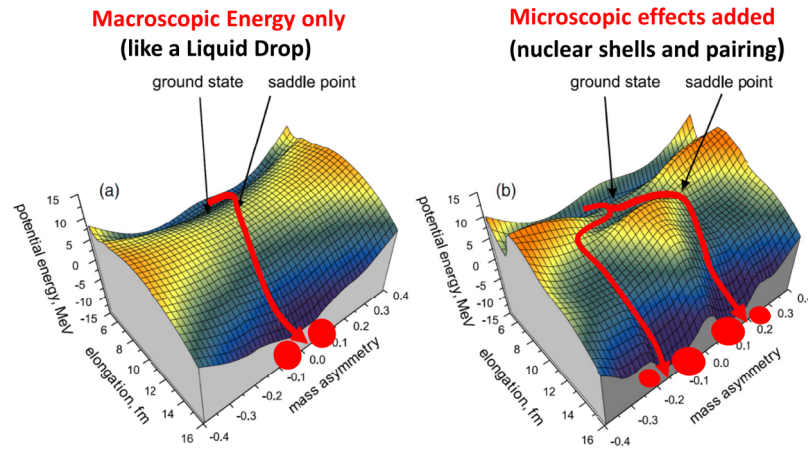 Macroscopic Energy only
(like a Liquid Drop)
ground state
saddle point
(a)
potential energy, MeV
15
10
5
0
-5
-10
-15
elongation, fm
6
8
10
12
14
16
mass asymmetry
-0.4
-0.3
-0.2
-0.1
0.0
0.1
0.2
0.3
0.4
Microscopic effects added
(nuclear shells and pairing)
ground state
saddle point
(b)
potential energy, MeV
15
10
5
0
-5
-10
-15
elongation, fm
6
8
10
12
14
16
mass asymmetry
-0.4
-0.3
-0.2
-0.1
0.0
0.1
0.2
0.3
0.4